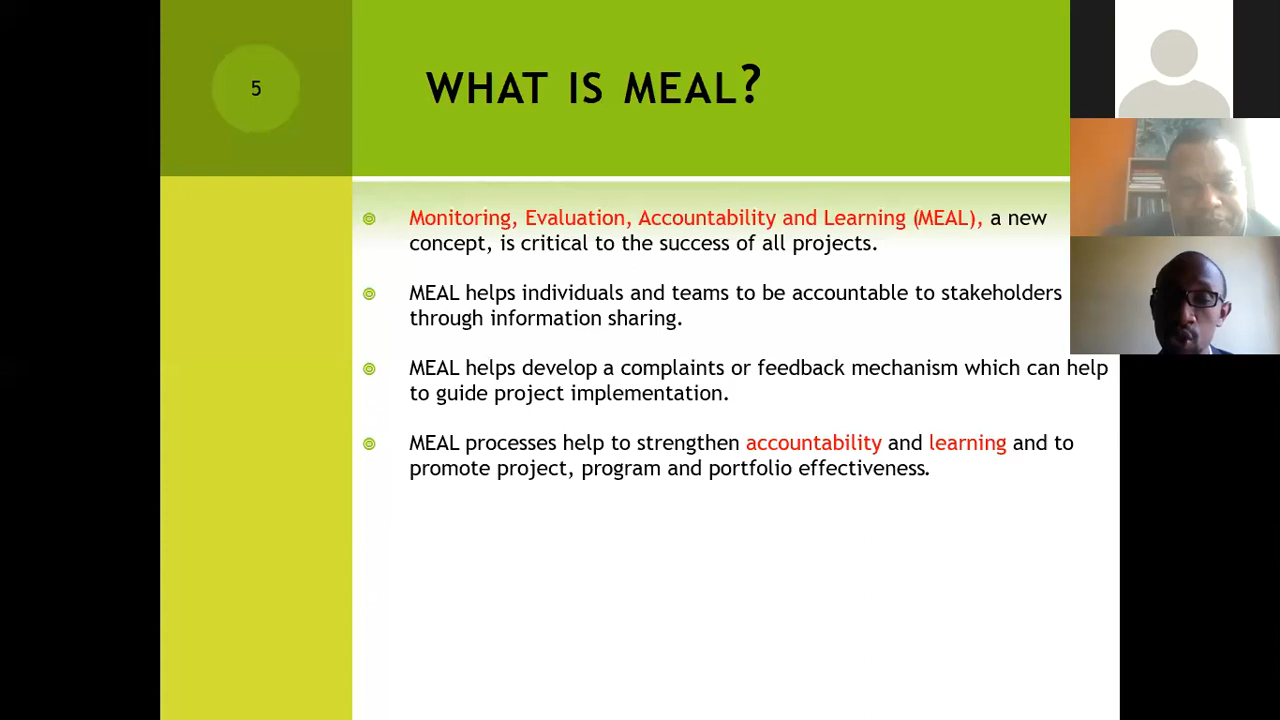 5
WHAT IS MEAL?
Monitoring, Evaluation, Accountability and Learning (MEAL), a new
concept, is critical to the success of all projects.
MEAL helps individuals and teams to be accountable to stakeholders
through information sharing.
MEAL helps develop a complaints or feedback mechanism which can help
to guide project implementation.
MEAL processes help to strengthen accountability and learning and to
promote project, program and portfolio effectiveness.